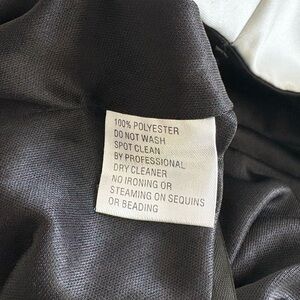 100% POLYESTER
DO NOT WASH
SPOT CLEAN
BY PROFESSIONAL
DRY CLEANER
NO IRONING OR
STEAMING ON SEQUINS
OR BEADING